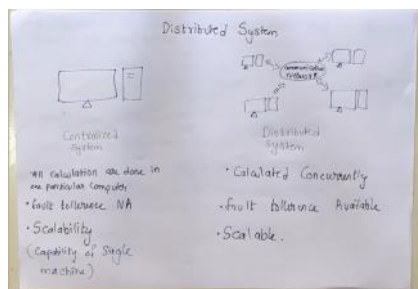 Distributed System
Communication
Network
Centralized
System
All calculation are done in
one particular computer
• fault tollerence NA
• Scalability
(Capability of Single
machine)
Distributed
System
• Calculated Concurrently
• fault tollerence Available
• Scalable.